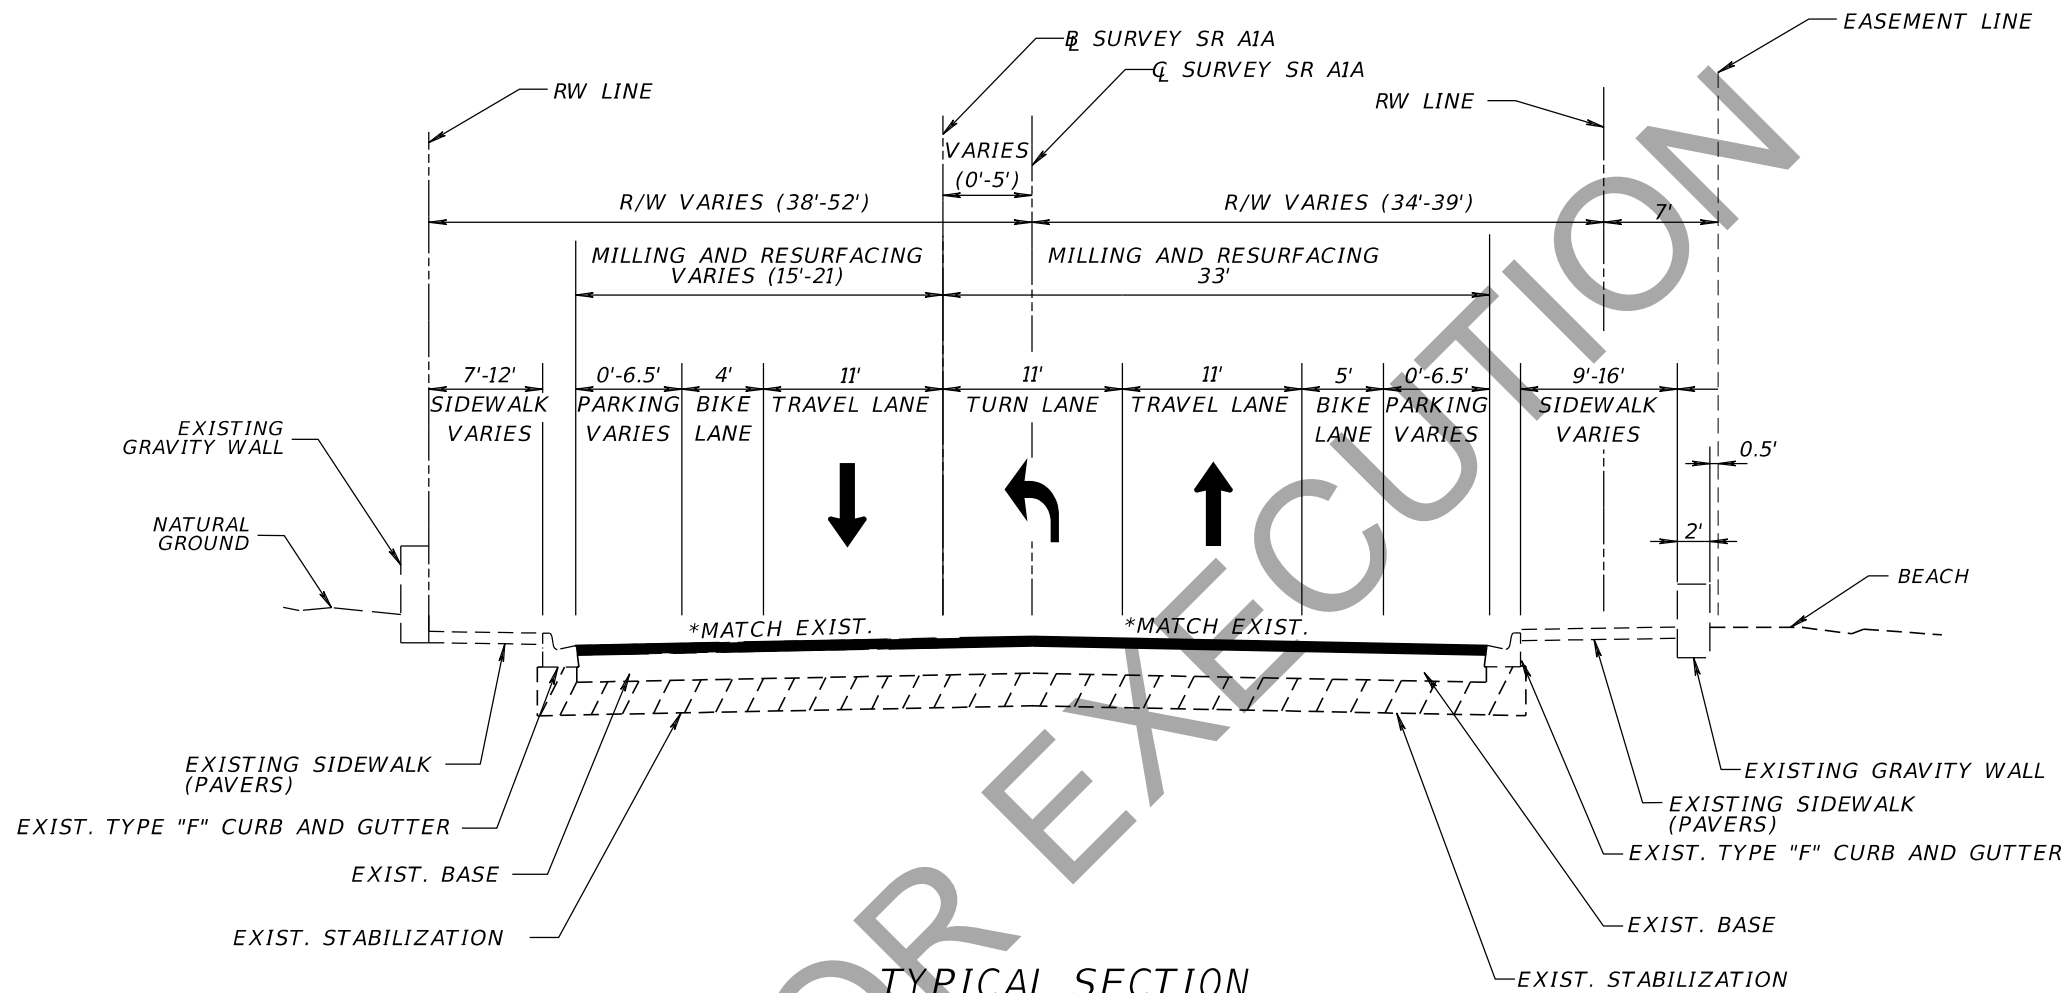 EASEMENT LINE
B SURVEY SR A1A
C SURVEY SR A1A
RW LINE
RW LINE
VARIES
(0'-5')
R/W VARIES (38'-52')
R/W VARIES (34'-39')
7'
MILLING AND RESURFACING
VARIES (15'-21)
MILLING AND RESURFACING
33'
7'-12'
0'-6.5'
4'
11'
11'
11'
5'
0'-6.5'
9'-16'
SIDEWALK
VARIES
PARKING
VARIES
BIKE
LANE
TRAVEL LANE
TURN LANE
TRAVEL LANE
BIKE
LANE
PARKING
VARIES
SIDEWALK
VARIES
EXISTING
GRAVITY WALL
0.5'
NATURAL
GROUND
2'
BEACH
*MATCH EXIST.
*MATCH EXIST.
EXISTING SIDEWALK
(PAVERS)
EXISTING GRAVITY WALL
EXISTING SIDEWALK
(PAVERS)
EXIST. TYPE "F" CURB AND GUTTER
EXIST. TYPE "F" CURB AND GUTTER
EXIST. BASE
EXIST. BASE
EXIST. STABILIZATION
EXIST. STABILIZATION
TYPICAL SECTION
OR EXECUTION